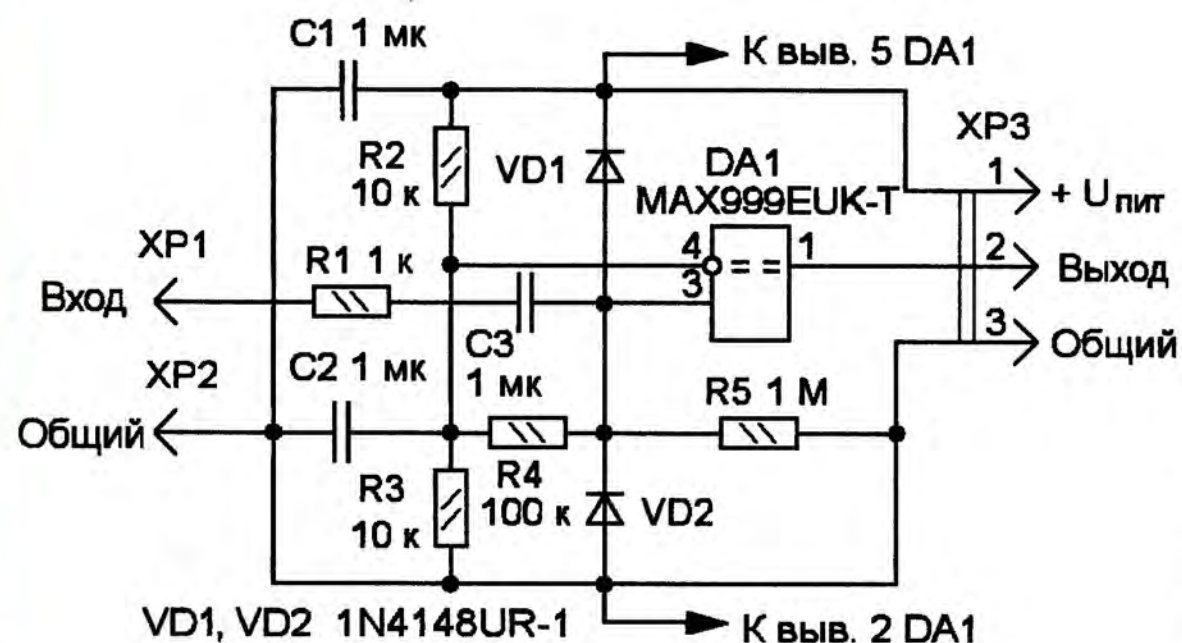 C1 1 мк
К выв. 5 DA1
XP3
R2
10 к
VD1
DA1
MAX999EUK-T
1
+ Uпит
XP1
R1 1 к
4
= =
1
2
Выход
Вход
3
C3
1 мк
3
Общий
XP2
C2 1 мк
R5 1 М
Общий
R3
10 к
R4
100 к
VD2
VD1, VD2 1N4148UR-1
К выв. 2 DA1